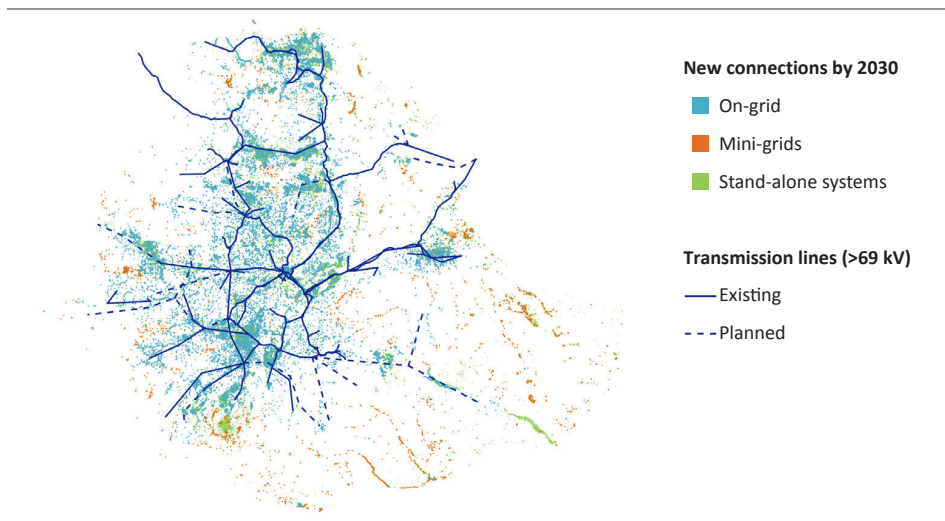 New connections by 2030
On-grid
Mini-grids
Stand-alone systems
Transmission lines (>69 kV)
Existing
Planned